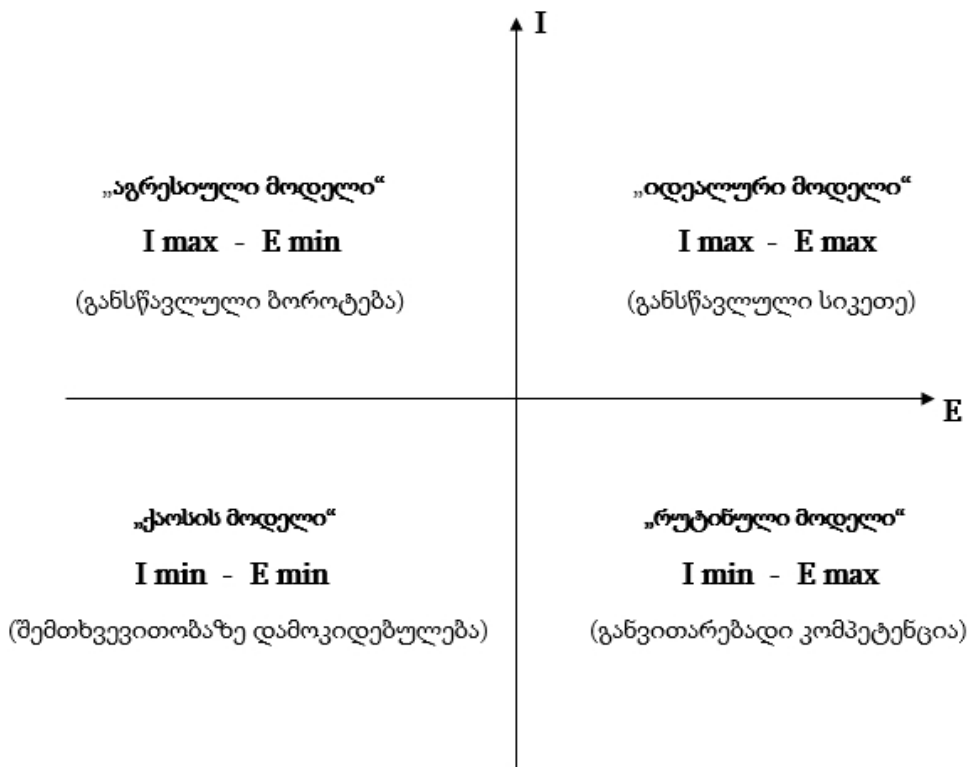 I
„აგრესიული მოდელი“
I max - E min
(განსწავლული ბოროტება)
„იდეალური მოდელი“
I max - E max
(განსწავლული სიკეთე)
E
„ქაოსის მოდელი“
I min - E min
(შემთხვევითობაზე დამოკიდებულება)
„რუტინული მოდელი“
I min - E max
(განვითარებადი კომპეტენცია)